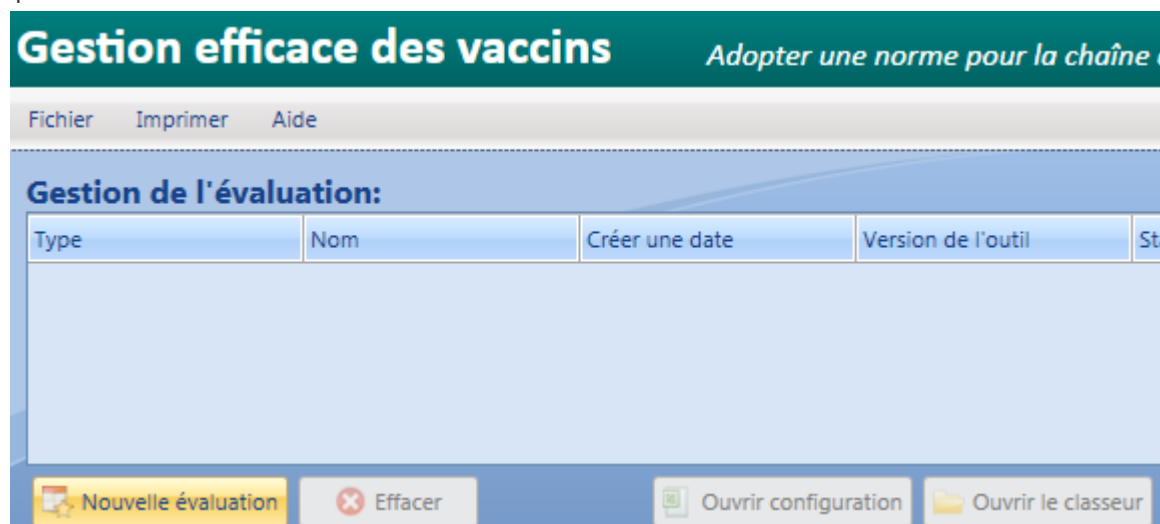 Gestion efficace des vaccins Adopter une norme pour la chaîne
Fichier Imprimer Aide
Gestion de l'évaluation:
Type Nom Créer une date Version de l'outil
Nouvelle évaluation Effacer Ouvrir configuration Ouvrir le classeur